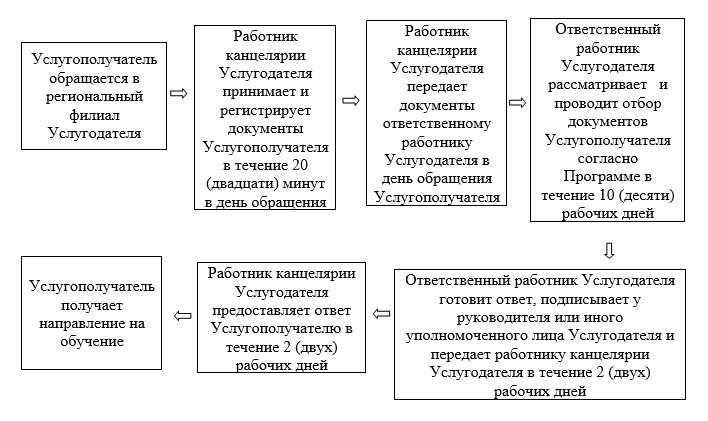 Услугополучатель
обращается в
региональный
филиал
Услугодателя
Работник
канцелярии
Услугодателя
принимает и
регистрирует
документы
Услугополучателя
в течение 20
(двадцати) минут
в день обращения
Работник
канцелярии
Услугодателя
передает
документы
ответственному
работнику
Услугодателя в
день обращения
Услугополучателя
Ответственный
работник
Услугодателя
рассматривает и
проводит отбор
документов
Услугополучателя
согласно
Программе в
течение 10 (десяти)
рабочих дней
Ответственный работник Услугодателя
готовит ответ, подписывает у
руководителя или иного
уполномоченного лица Услугодателя и
передает работнику канцелярии
Услугодателя в течение 2 (двух)
рабочих дней
Работник канцелярии
Услугодателя
предоставляет ответ
Услугополучателю в
течение 2 (двух)
рабочих дней
Услугополучатель
получает
направление на
обучение